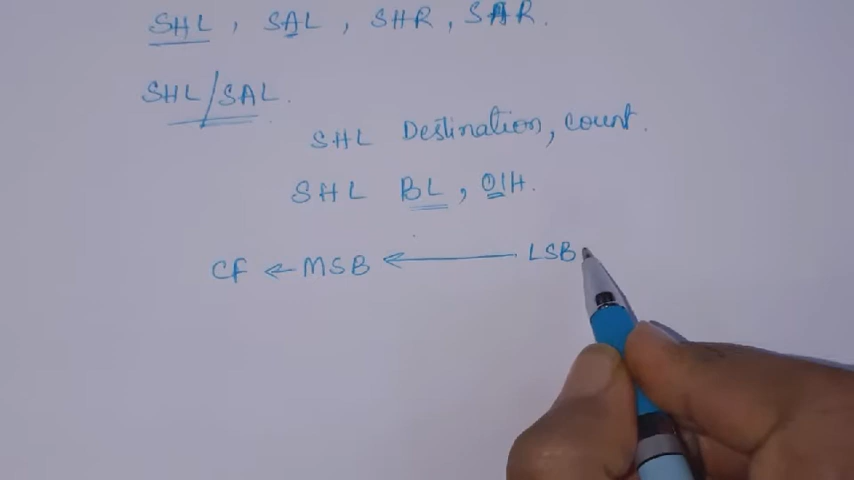 SHL, SAL, SHR, SAR.
SHL/SAL.
SHL Destination, count.
SHL BL, 01H.
CF ← MSB ← LSB